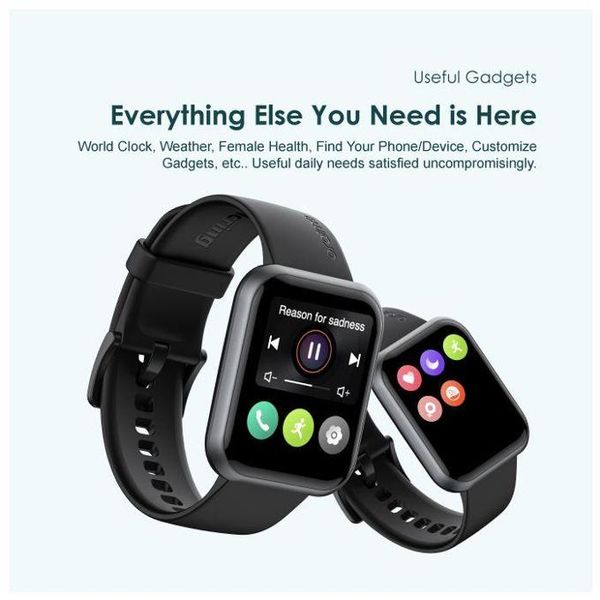 Useful Gadgets
Everything Else You Need is Here
World Clock, Weather, Female Health, Find Your Phone/Device, Customize
Gadgets, etc.. Useful daily needs satisfied uncompromisingly.
oraimo
Reason for sadness